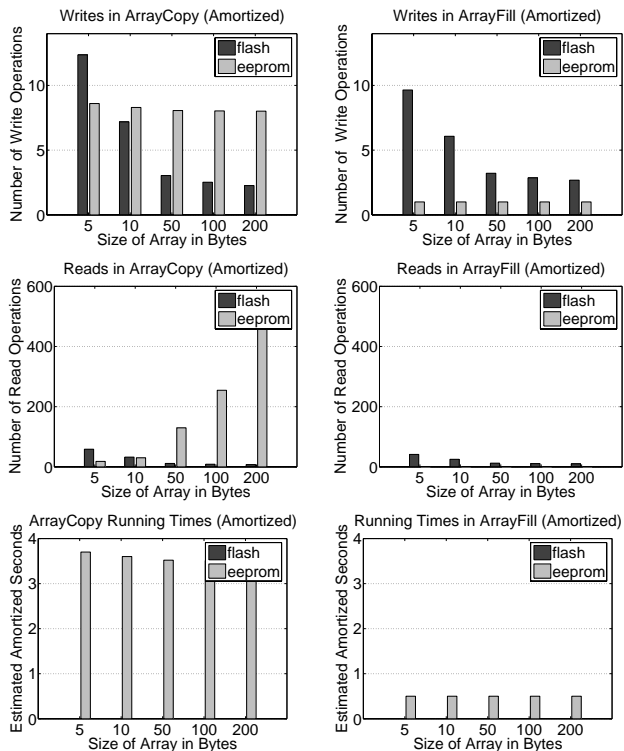 Writes in ArrayCopy (Amortized)
Number of Write Operations
10
5
0
flash
eeprom
5 10 50 100 200
Size of Array in Bytes
Writes in ArrayFill (Amortized)
Number of Write Operations
10
5
0
flash
eeprom
5 10 50 100 200
Size of Array in Bytes
Reads in ArrayCopy (Amortized)
Number of Read Operations
600
400
200
0
flash
eeprom
5 10 50 100 200
Size of Array in Bytes
Reads in ArrayFill (Amortized)
Number of Read Operations
600
400
200
0
flash
eeprom
5 10 50 100 200
Size of Array in Bytes
ArrayCopy Running Times (Amortized)
Estimated Amortized Seconds
4
3
2
1
0
flash
eeprom
5 10 50 100 200
Size of Array in Bytes
Running Times in ArrayFill (Amortized)
Estimated Amortized Seconds
4
3
2
1
0
flash
eeprom
5 10 50 100 200
Size of Array in Bytes